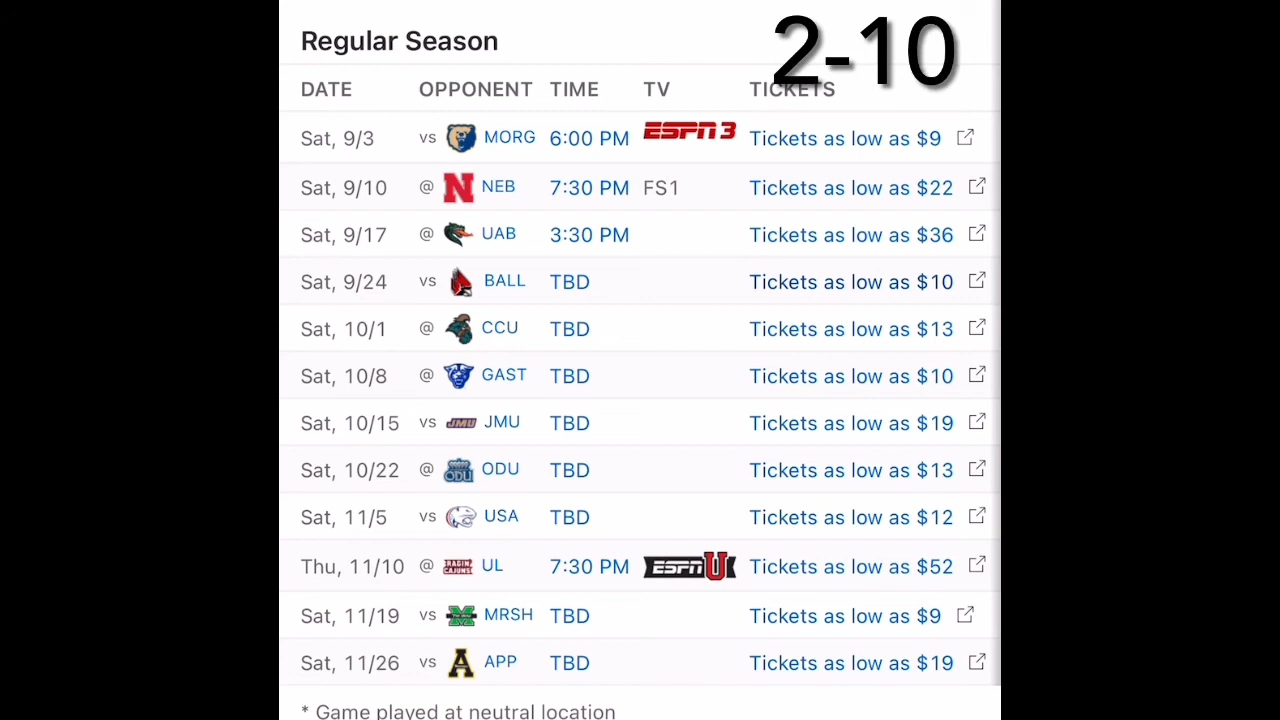 Regular Season 2-10
DATE OPPONENT TIME TV TICKETS
Sat, 9/3 vs MORG 6:00 PM ESPN3 Tickets as low as $9
Sat, 9/10 @ N NEB 7:30 PM FS1 Tickets as low as $22
Sat, 9/17 @ UAB 3:30 PM Tickets as low as $36
Sat, 9/24 vs BALL TBD Tickets as low as $10
Sat, 10/1 @ CCU TBD Tickets as low as $13
Sat, 10/8 @ GAST TBD Tickets as low as $10
Sat, 10/15 vs JMU JMU TBD Tickets as low as $19
Sat, 10/22 @ ODU ODU TBD Tickets as low as $13
Sat, 11/5 vs USA TBD Tickets as low as $12
Thu, 11/10 @ RAGIN CAJUNS UL 7:30 PM ESPNU Tickets as low as $52
Sat, 11/19 vs M MRSH TBD Tickets as low as $9
Sat, 11/26 vs A APP TBD Tickets as low as $19
* Game played at neutral location